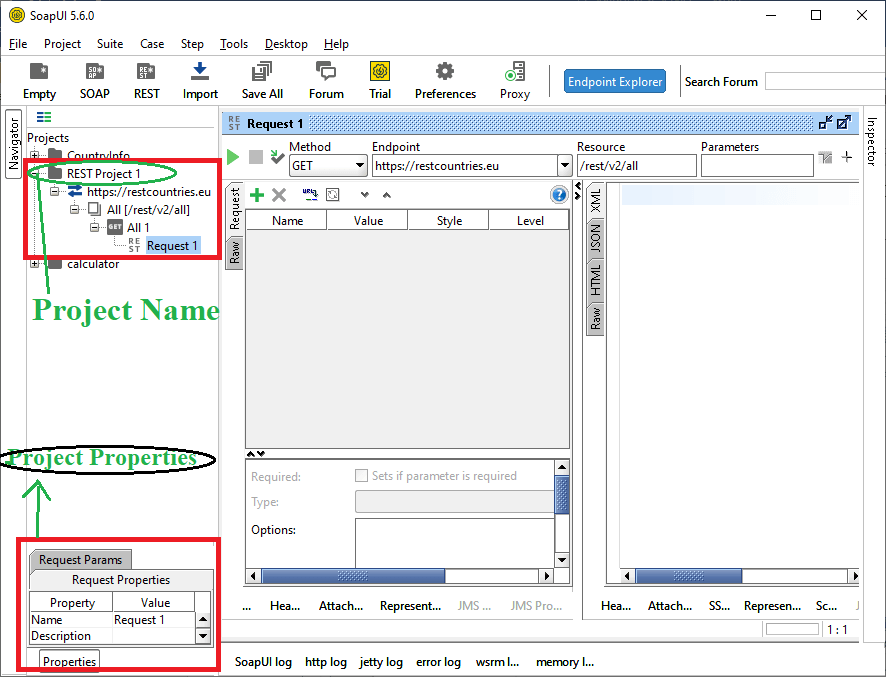 SoapUI 5.6.0
File Project Suite Case Step Tools Desktop Help
Empty SOAP REST Import Save All Forum Trial Preferences Proxy Endpoint Explorer Search Forum
Navigator
Projects
CountryInfo
REST Project 1
https://restcountries.eu
All [/rest/v2/all]
GET All 1
REST Request 1
calculator
Project Name
Project Properties
Request Params
Request Properties
Property Value
Name Request 1
Description
Properties
REST Request 1
Method Endpoint Resource Parameters
GET https://restcountries.eu /rest/v2/all
Request
Raw
Name Value Style Level
Required: Sets if parameter is required
Type:
Options:
... Hea... Attach... Represent... JMS ... JMS Pro...
XML
JSON
HTML
Raw
Hea... Attach... SS... Represen... Sc...
1 : 1
Inspector
SoapUI log http log jetty log error log wsrm l... memory l...